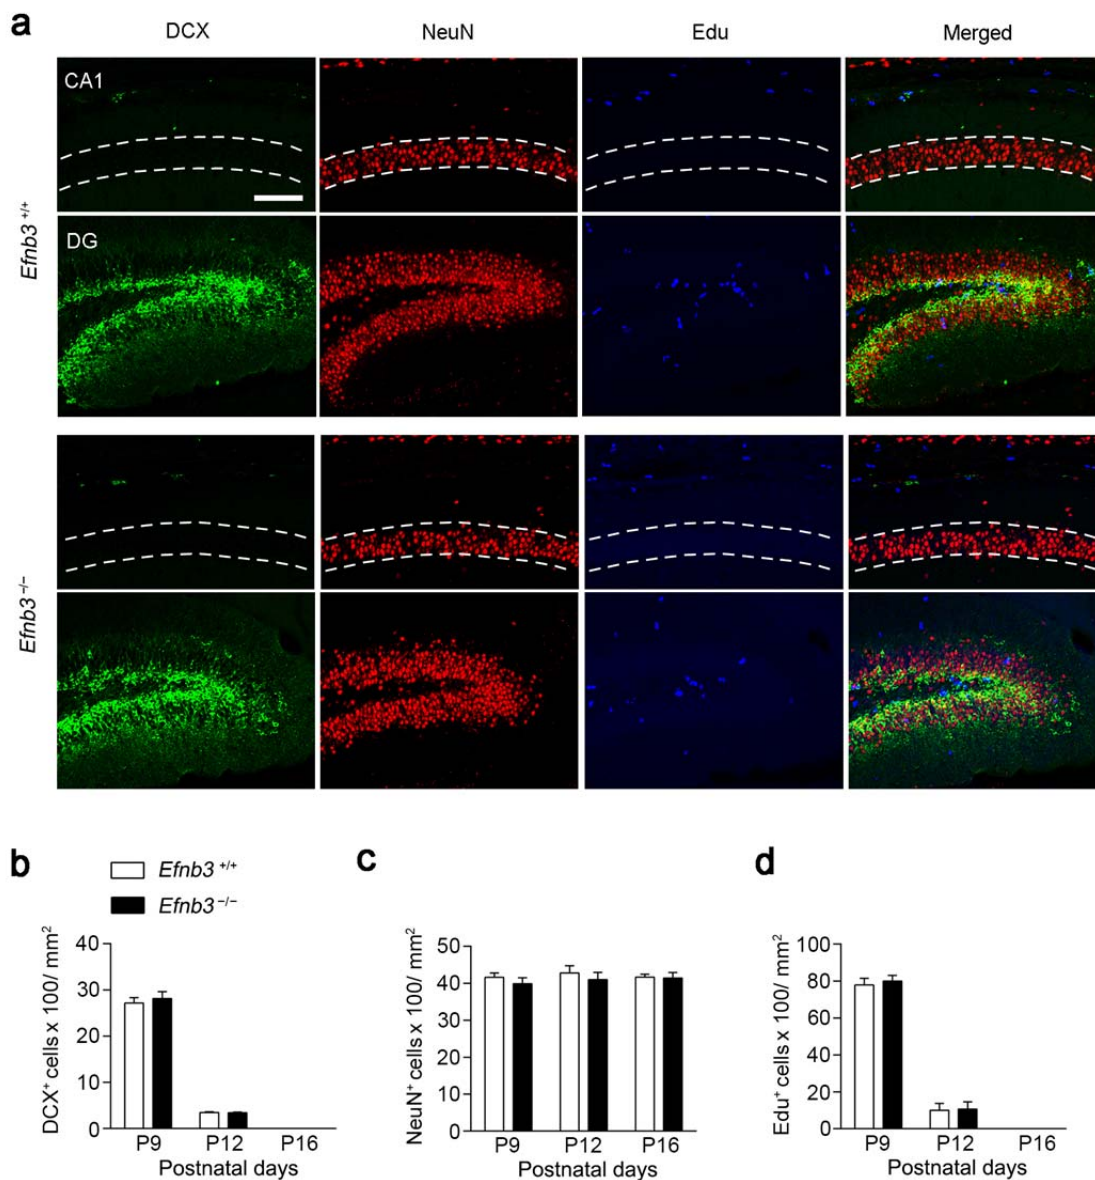 a
DCX NeuN Edu Merged
CA1
Efnb3 +/+
DG
Efnb3 −/−
b
Efnb3 +/+
Efnb3 −/−
DCX+ cells x 100/ mm2
40
30
20
10
0
P9 P12 P16
Postnatal days
c
NeuN+ cells x 100/ mm2
50
40
30
20
10
0
P9 P12 P16
Postnatal days
d
Edu+ cells x 100/ mm2
100
80
60
40
20
0
P9 P12 P16
Postnatal days